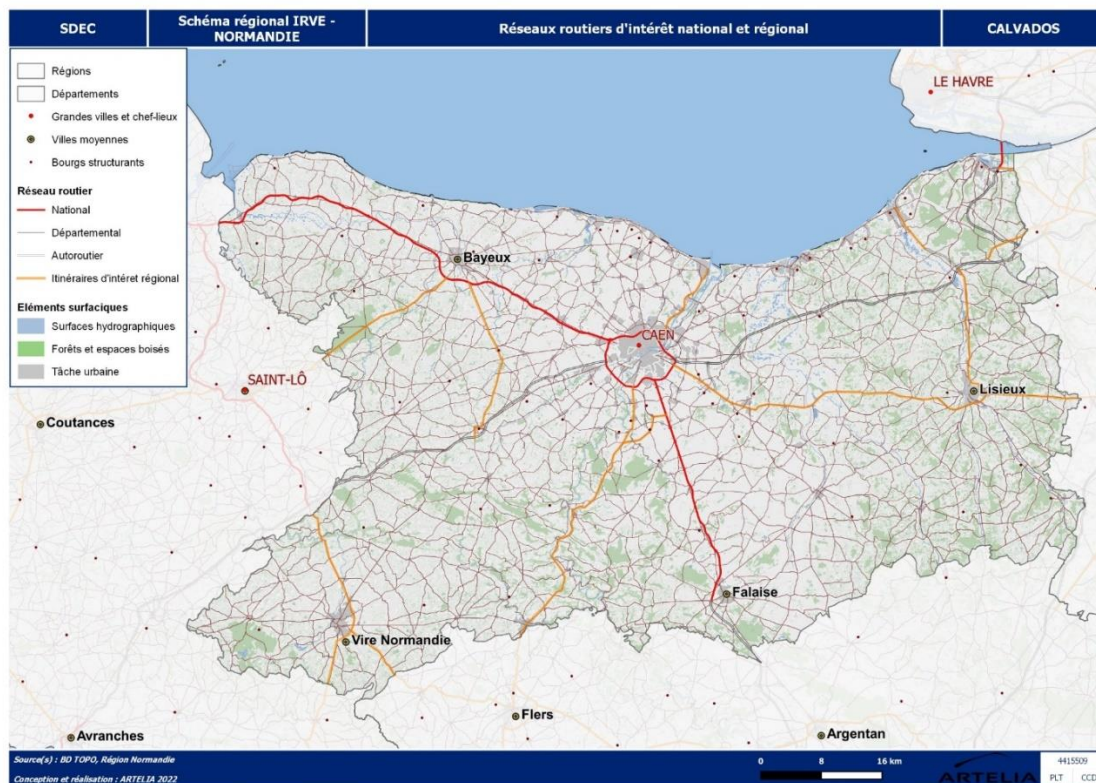 SDEC
Schéma régional IRVE -
NORMANDIE
Réseaux routiers d'intérêt national et régional
CALVADOS
Régions
Départements
Grandes villes et chef-lieux
Villes moyennes
Bourgs structurants
Réseau routier
National
Départemental
Autoroutier
Itinéraires d'intéret régional
Eléments surfaciques
Surfaces hydrographiques
Forêts et espaces boisés
Tâche urbaine
LE HAVRE
Bayeux
CAEN
SAINT-LÔ
Lisieux
Coutances
Falaise
Vire Normandie
Flers
Avranches
Argentan
Source(s) : BD TOPO, Région Normandie
Conception et réalisation : ARTELIA 2022
0 8 16 km
ARTELIA
4415509
PLT CCD